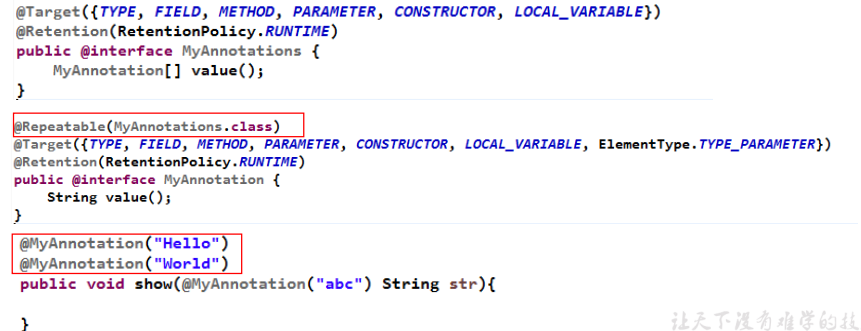 @Target({TYPE, FIELD, METHOD, PARAMETER, CONSTRUCTOR, LOCAL_VARIABLE})
@Retention(RetentionPolicy.RUNTIME)
public @interface MyAnnotations {
    MyAnnotation[] value();
}
@Repeatable(MyAnnotations.class)
@Target({TYPE, FIELD, METHOD, PARAMETER, CONSTRUCTOR, LOCAL_VARIABLE, ElementType.TYPE_PARAMETER})
@Retention(RetentionPolicy.RUNTIME)
public @interface MyAnnotation {
    String value();
}
@MyAnnotation("Hello")
@MyAnnotation("World")
public void show(@MyAnnotation("abc") String str){
}
让天下没有难学的技